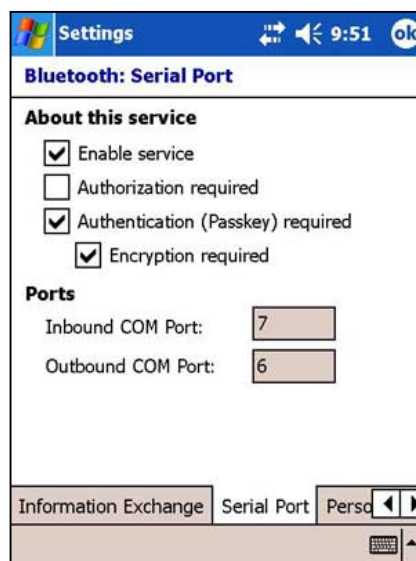 Settings 9:51 ok
Bluetooth: Serial Port
About this service
Enable service
Authorization required
Authentication (Passkey) required
Encryption required
Ports
Inbound COM Port: 7
Outbound COM Port: 6
Information Exchange Serial Port Perso